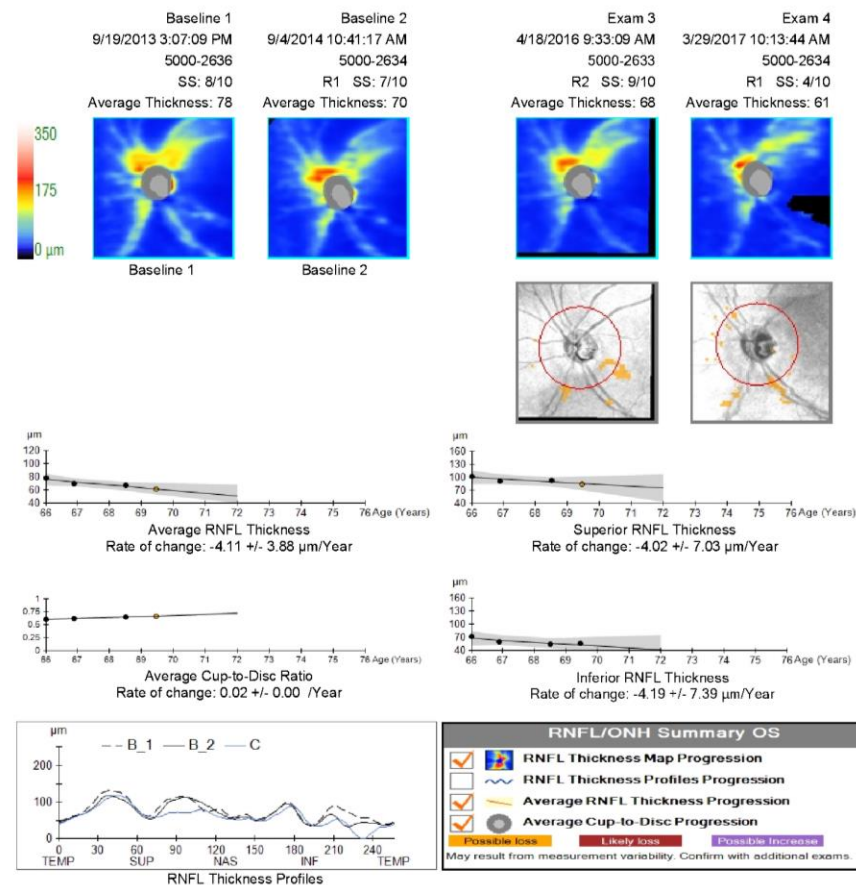 Baseline 1
9/19/2013 3:07:09 PM
5000-2636
SS: 8/10
Average Thickness: 78
Baseline 2
9/4/2014 10:41:17 AM
5000-2634
R1 SS: 7/10
Average Thickness: 70
Exam 3
4/18/2016 9:33:09 AM
5000-2633
R2 SS: 9/10
Average Thickness: 68
Exam 4
3/29/2017 10:13:44 AM
5000-2634
R1 SS: 4/10
Average Thickness: 61
350
175
0 µm
Baseline 1
Baseline 2
µm
120
100
80
60
40
66 67 68 69 70 71 72 73 74 75 76 Age (Years)
Average RNFL Thickness
Rate of change: -4.11 +/- 3.88 µm/Year
µm
160
130
100
70
40
66 67 68 69 70 71 72 73 74 75 76 Age (Years)
Superior RNFL Thickness
Rate of change: -4.02 +/- 7.03 µm/Year
1
0.75
0.5
0.25
0
66 67 68 69 70 71 72 73 74 75 76 Age (Years)
Average Cup-to-Disc Ratio
Rate of change: 0.02 +/- 0.00 /Year
µm
160
130
100
70
40
66 67 68 69 70 71 72 73 74 75 76 Age (Years)
Inferior RNFL Thickness
Rate of change: -4.19 +/- 7.39 µm/Year
µm
B_1 B_2 C
200
100
0
0 30 60 90 120 150 180 210 240
TEMP SUP NAS INF TEMP
RNFL Thickness Profiles
RNFL/ONH Summary OS
RNFL Thickness Map Progression
RNFL Thickness Profiles Progression
Average RNFL Thickness Progression
Average Cup-to-Disc Progression
Possible loss Likely loss Possible Increase
May result from measurement variability. Confirm with additional exams.